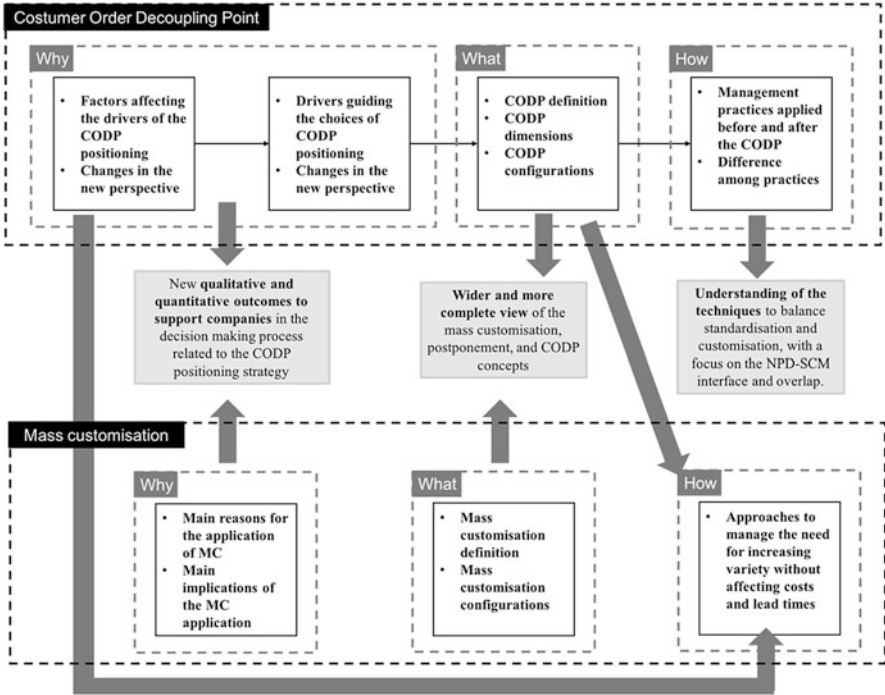 Costumer Order Decoupling Point
Why
• Factors affecting
the drivers of the
CODP
positioning
• Changes in the
new perspective
• Drivers guiding
the choices of
CODP
positioning
• Changes in the
new perspective
What
• CODP definition
• CODP
dimensions
• CODP
configurations
How
• Management
practices applied
before and after
the CODP
• Difference
among practices
New qualitative and
quantitative outcomes to
support companies in the
decision making process
related to the CODP
positioning strategy
Wider and more
complete view of the
mass customisation,
postponement, and CODP
concepts
Understanding of the
techniques to balance
standardisation and
customisation, with a
focus on the NPD-SCM
interface and overlap.
Mass customisation
Why
• Main reasons for
the application
of MC
• Main
implications of
the MC
application
What
• Mass
customisation
definition
• Mass
customisation
configurations
How
• Approaches to
manage the need
for increasing
variety without
affecting costs
and lead times